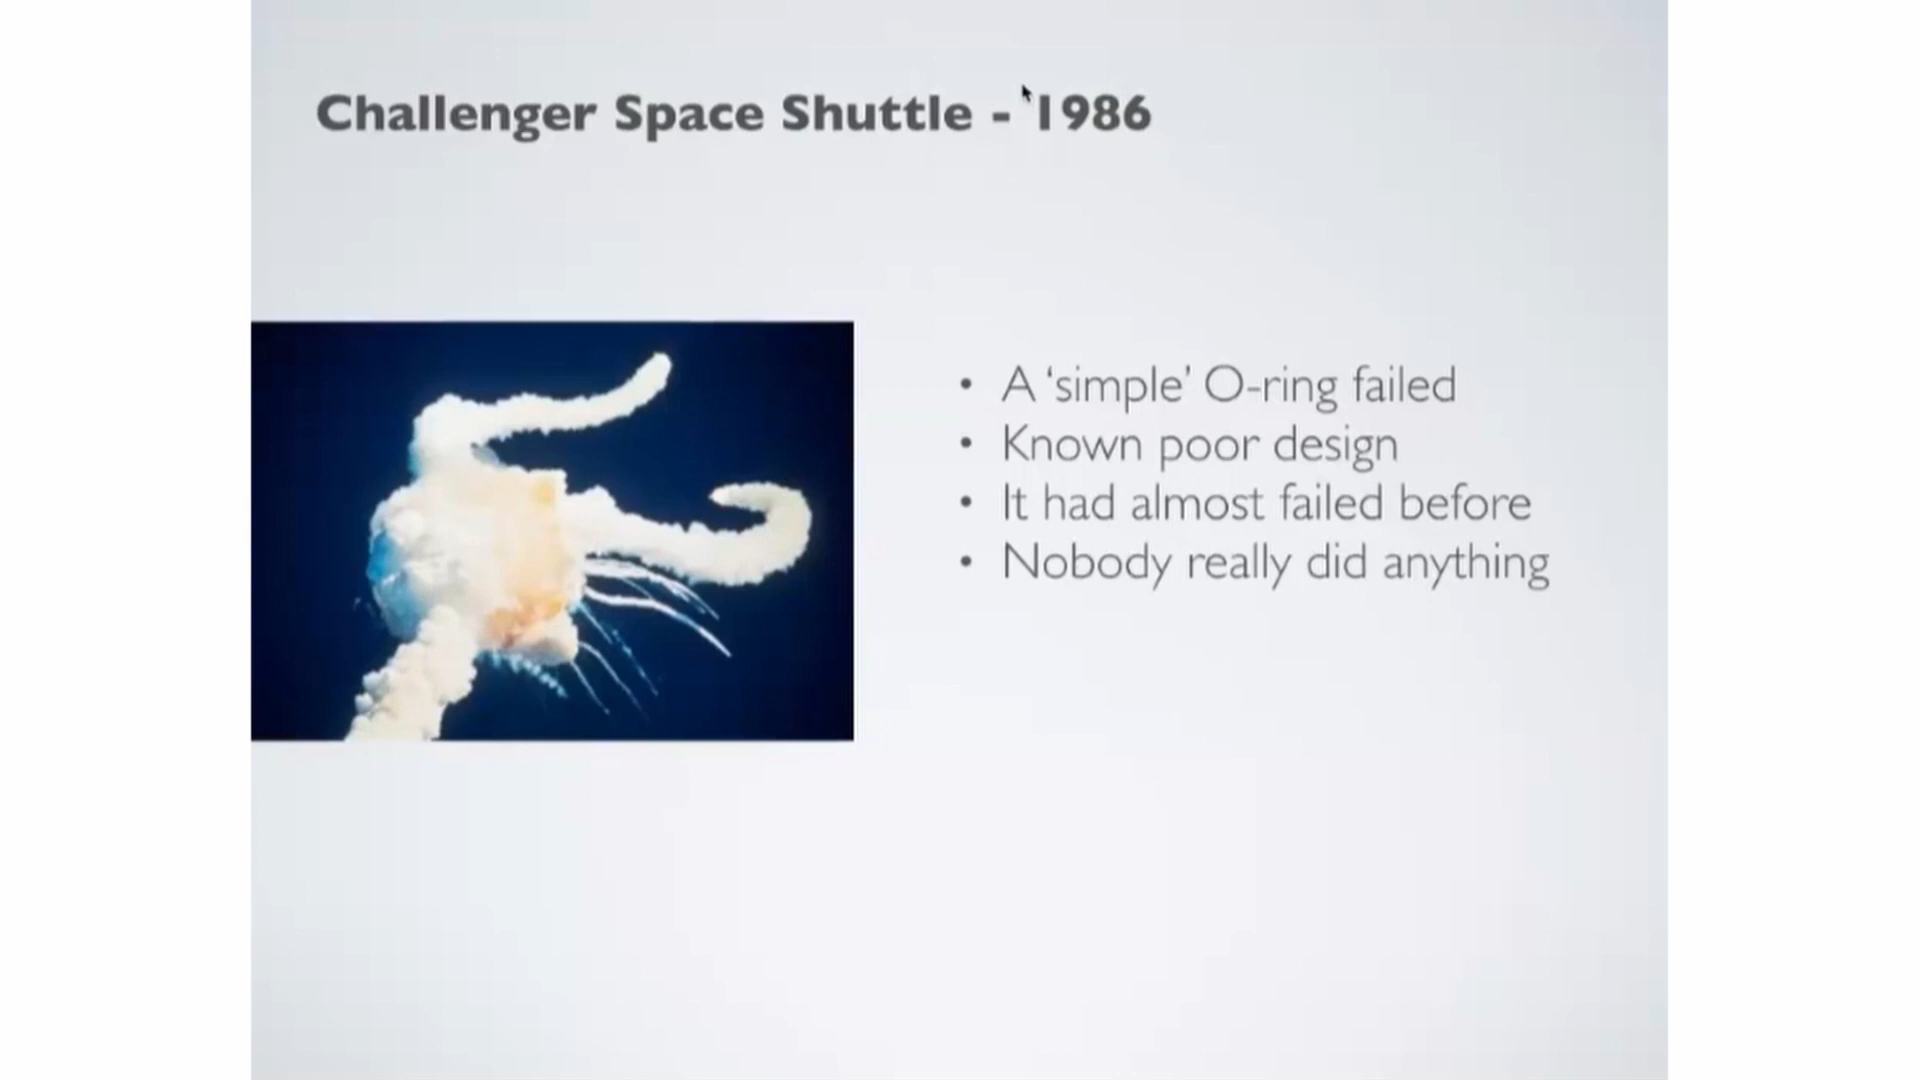 Challenger Space Shuttle - 1986
• A ‘simple’ O-ring failed
• Known poor design
• It had almost failed before
• Nobody really did anything